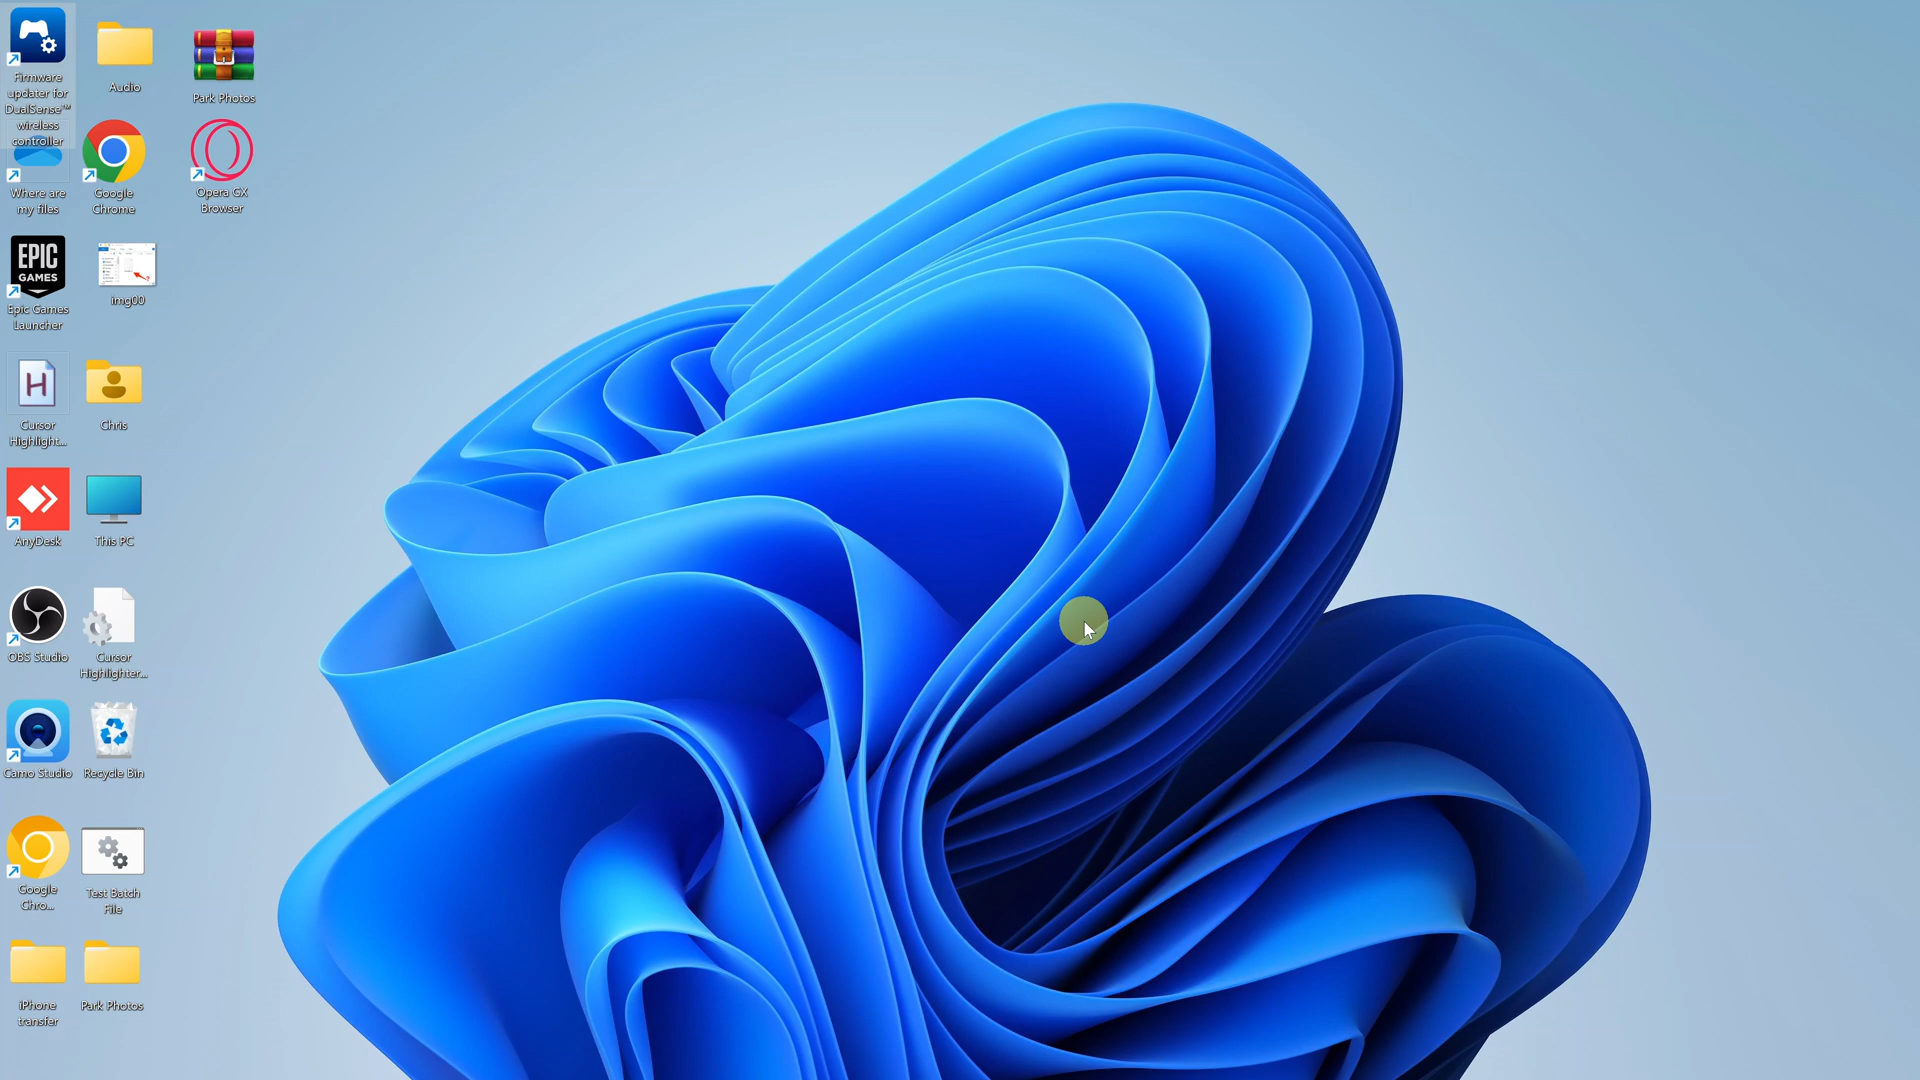 Firmware
updater for
DualSense™
wireless
controller
Audio
Park Photos
Where are
my files
Google
Chrome
Opera GX
Browser
EPIC
GAMES
Epic Games
Launcher
img00
H
Cursor
Highlight...
Chris
AnyDesk
This PC
OBS Studio
Cursor
Highlighter...
Camo Studio
Recycle Bin
Google
Chro...
Test Batch
File
iPhone
transfer
Park Photos